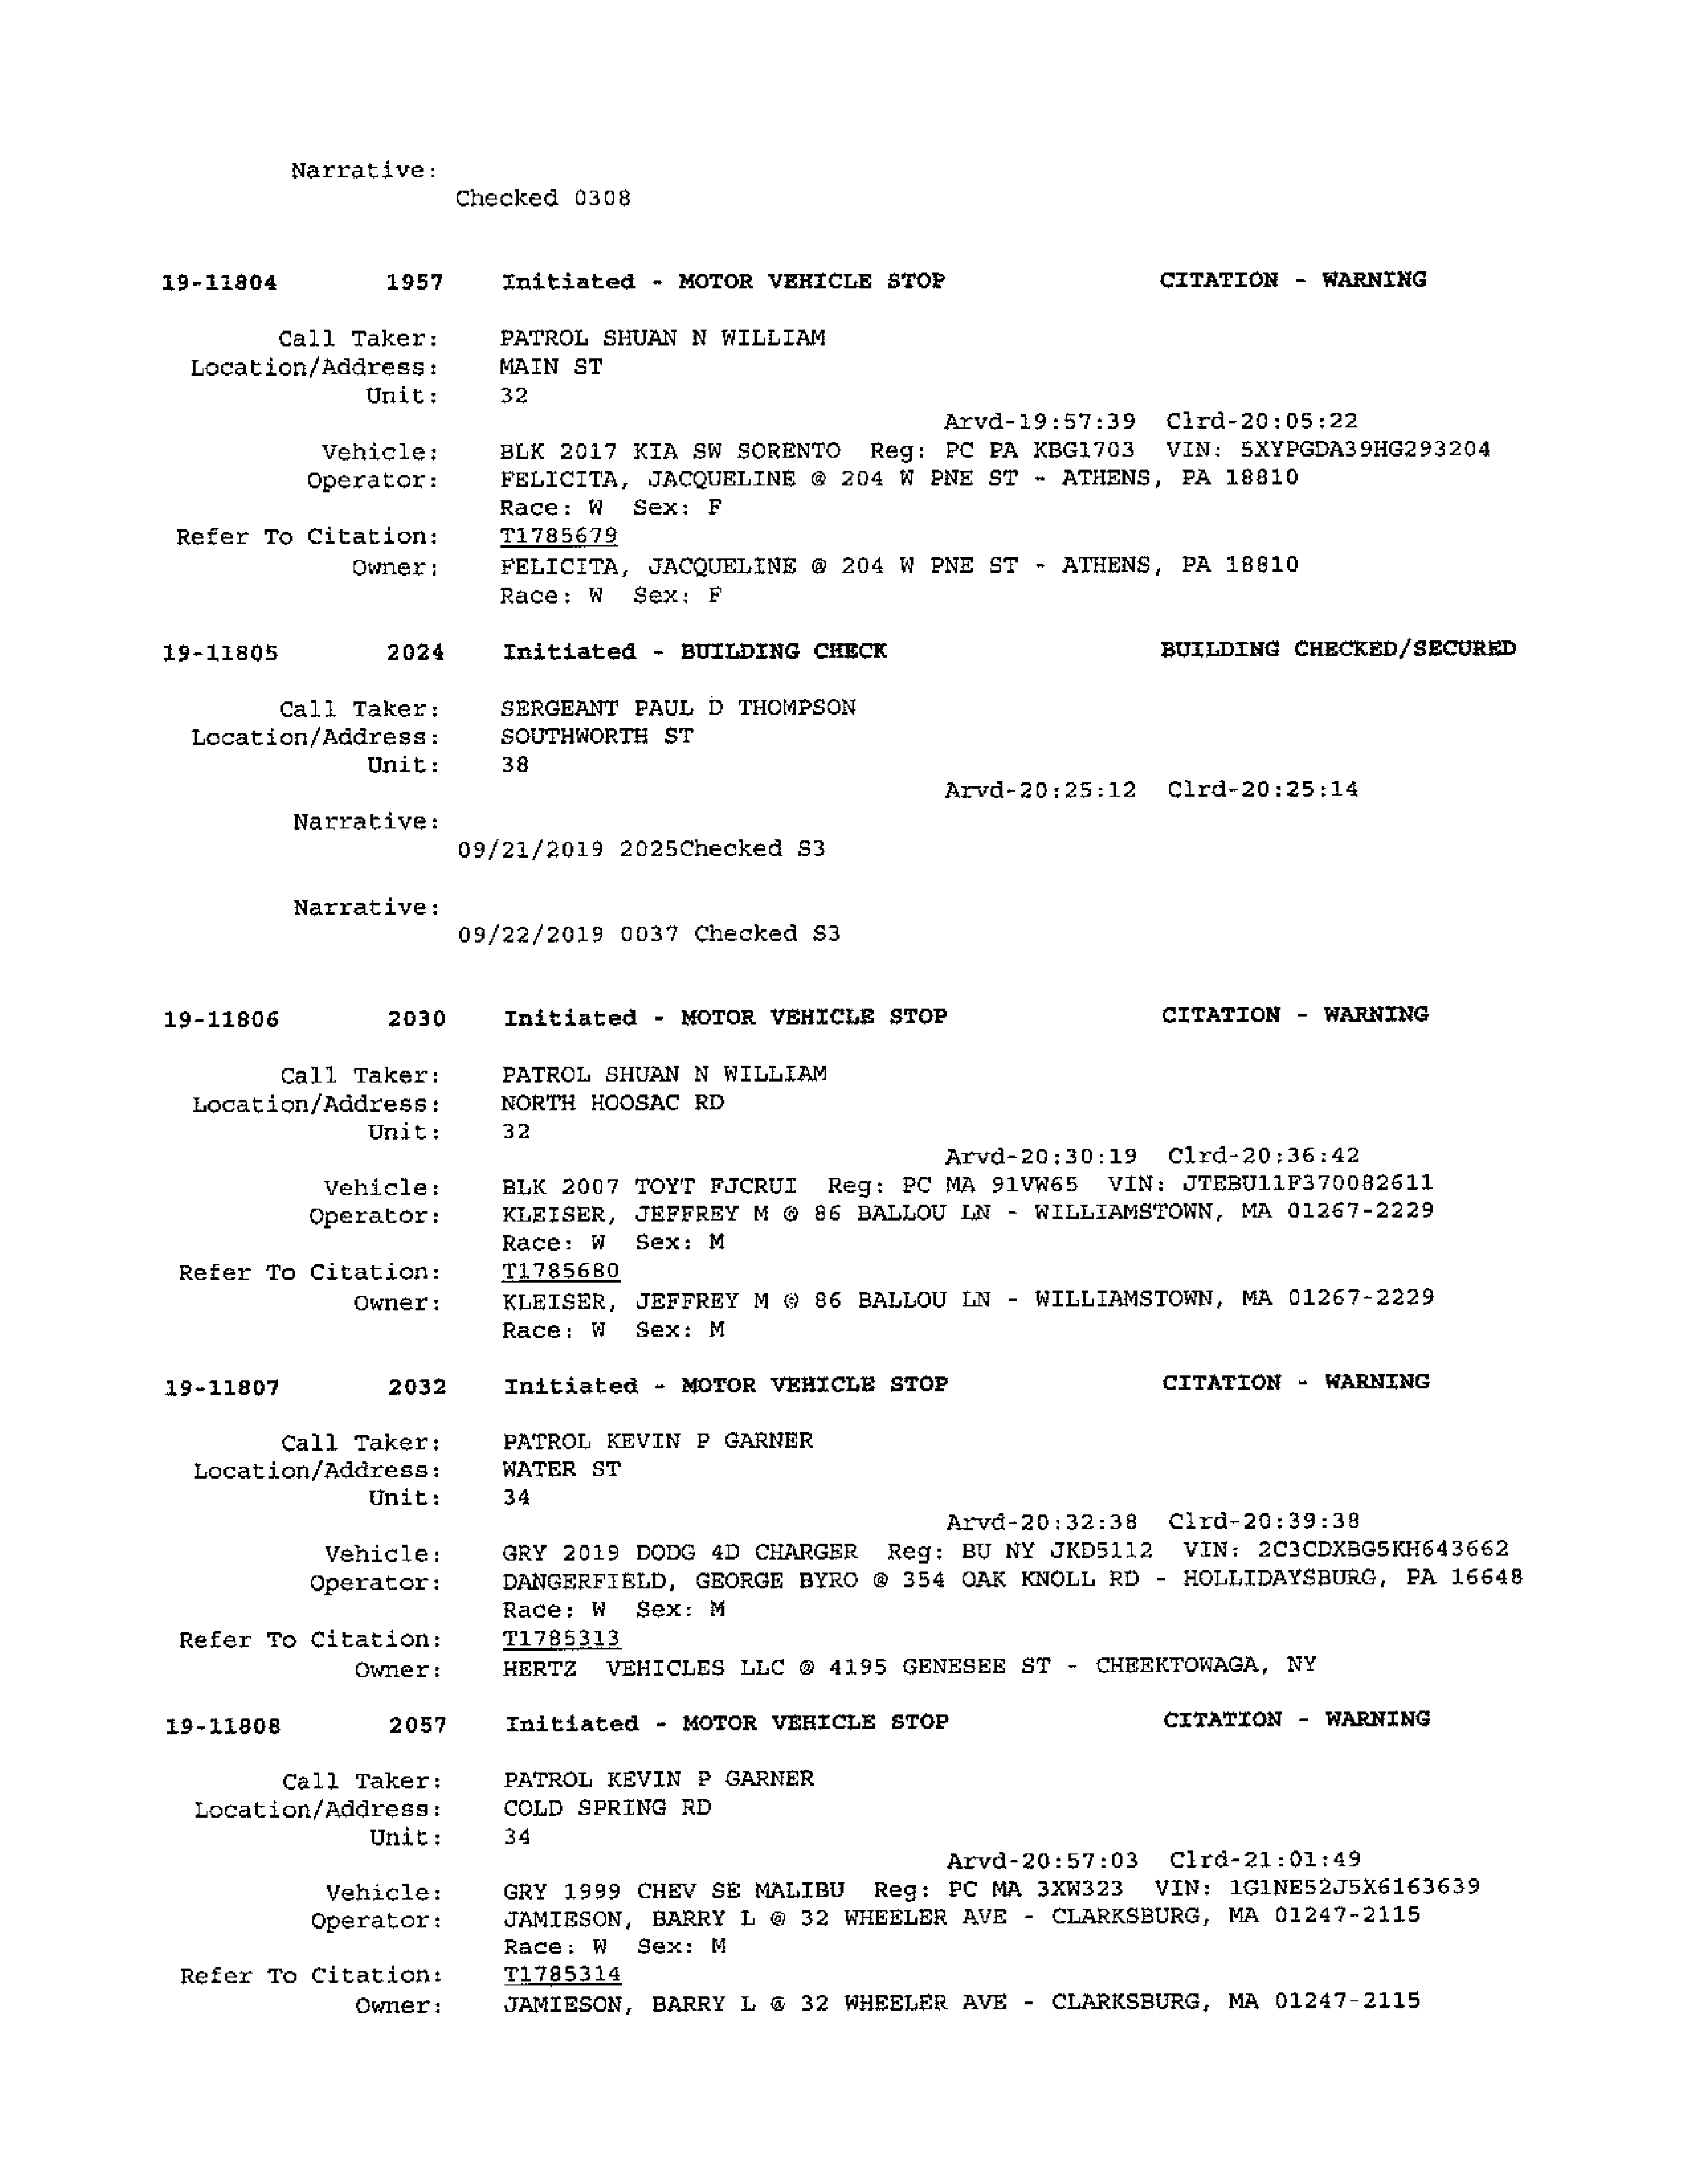 Narrative:
Checked 0308
19-11804 1957 Initiated - MOTOR VEHICLE STOP CITATION - WARNING
Call Taker: PATROL SHUAN N WILLIAM
Location/Address: MAIN ST
Unit: 32
Arvd-19:57:39 Clrd-20:05:22
Vehicle: BLK 2017 KIA SW SORENTO Reg: PC PA KBG1703 VIN: 5XYPGDA39HG293204
Operator: FELICITA, JACQUELINE @ 204 W PNE ST - ATHENS, PA 18810
Race: W Sex: F
Refer To Citation: T1785679
Owner: FELICITA, JACQUELINE @ 204 W PNE ST - ATHENS, PA 18810
Race: W Sex: F
19-11805 2024 Initiated - BUILDING CHECK BUILDING CHECKED/SECURED
Call Taker: SERGEANT PAUL D THOMPSON
Location/Address: SOUTHWORTH ST
Unit: 38
Arvd-20:25:12 Clrd-20:25:14
Narrative:
09/21/2019 2025Checked S3
Narrative:
09/22/2019 0037 Checked S3
19-11806 2030 Initiated - MOTOR VEHICLE STOP CITATION - WARNING
Call Taker: PATROL SHUAN N WILLIAM
Location/Address: NORTH HOOSAC RD
Unit: 32
Arvd-20:30:19 Clrd-20:36:42
Vehicle: BLK 2007 TOYT FJCRUI Reg: PC MA 91VW65 VIN: JTEBU11F370082611
Operator: KLEISER, JEFFREY M @ 86 BALLOU LN - WILLIAMSTOWN, MA 01267-2229
Race: W Sex: M
Refer To Citation: T1785680
Owner: KLEISER, JEFFREY M @ 86 BALLOU LN - WILLIAMSTOWN, MA 01267-2229
Race: W Sex: M
19-11807 2032 Initiated - MOTOR VEHICLE STOP CITATION - WARNING
Call Taker: PATROL KEVIN P GARNER
Location/Address: WATER ST
Unit: 34
Arvd-20:32:38 Clrd-20:39:38
Vehicle: GRY 2019 DODG 4D CHARGER Reg: BU NY JKD5112 VIN: 2C3CDXBG5KH643662
Operator: DANGERFIELD, GEORGE BYRO @ 354 OAK KNOLL RD - HOLLIDAYSBURG, PA 16648
Race: W Sex: M
Refer To Citation: T1785313
Owner: HERTZ VEHICLES LLC @ 4195 GENESEE ST - CHEEKTOWAGA, NY
19-11808 2057 Initiated - MOTOR VEHICLE STOP CITATION - WARNING
Call Taker: PATROL KEVIN P GARNER
Location/Address: COLD SPRING RD
Unit: 34
Arvd-20:57:03 Clrd-21:01:49
Vehicle: GRY 1999 CHEV SE MALIBU Reg: PC MA 3XW323 VIN: 1G1NE52J5X6163639
Operator: JAMIESON, BARRY L @ 32 WHEELER AVE - CLARKSBURG, MA 01247-2115
Race: W Sex: M
Refer To Citation: T1785314
Owner: JAMIESON, BARRY L @ 32 WHEELER AVE - CLARKSBURG, MA 01247-2115